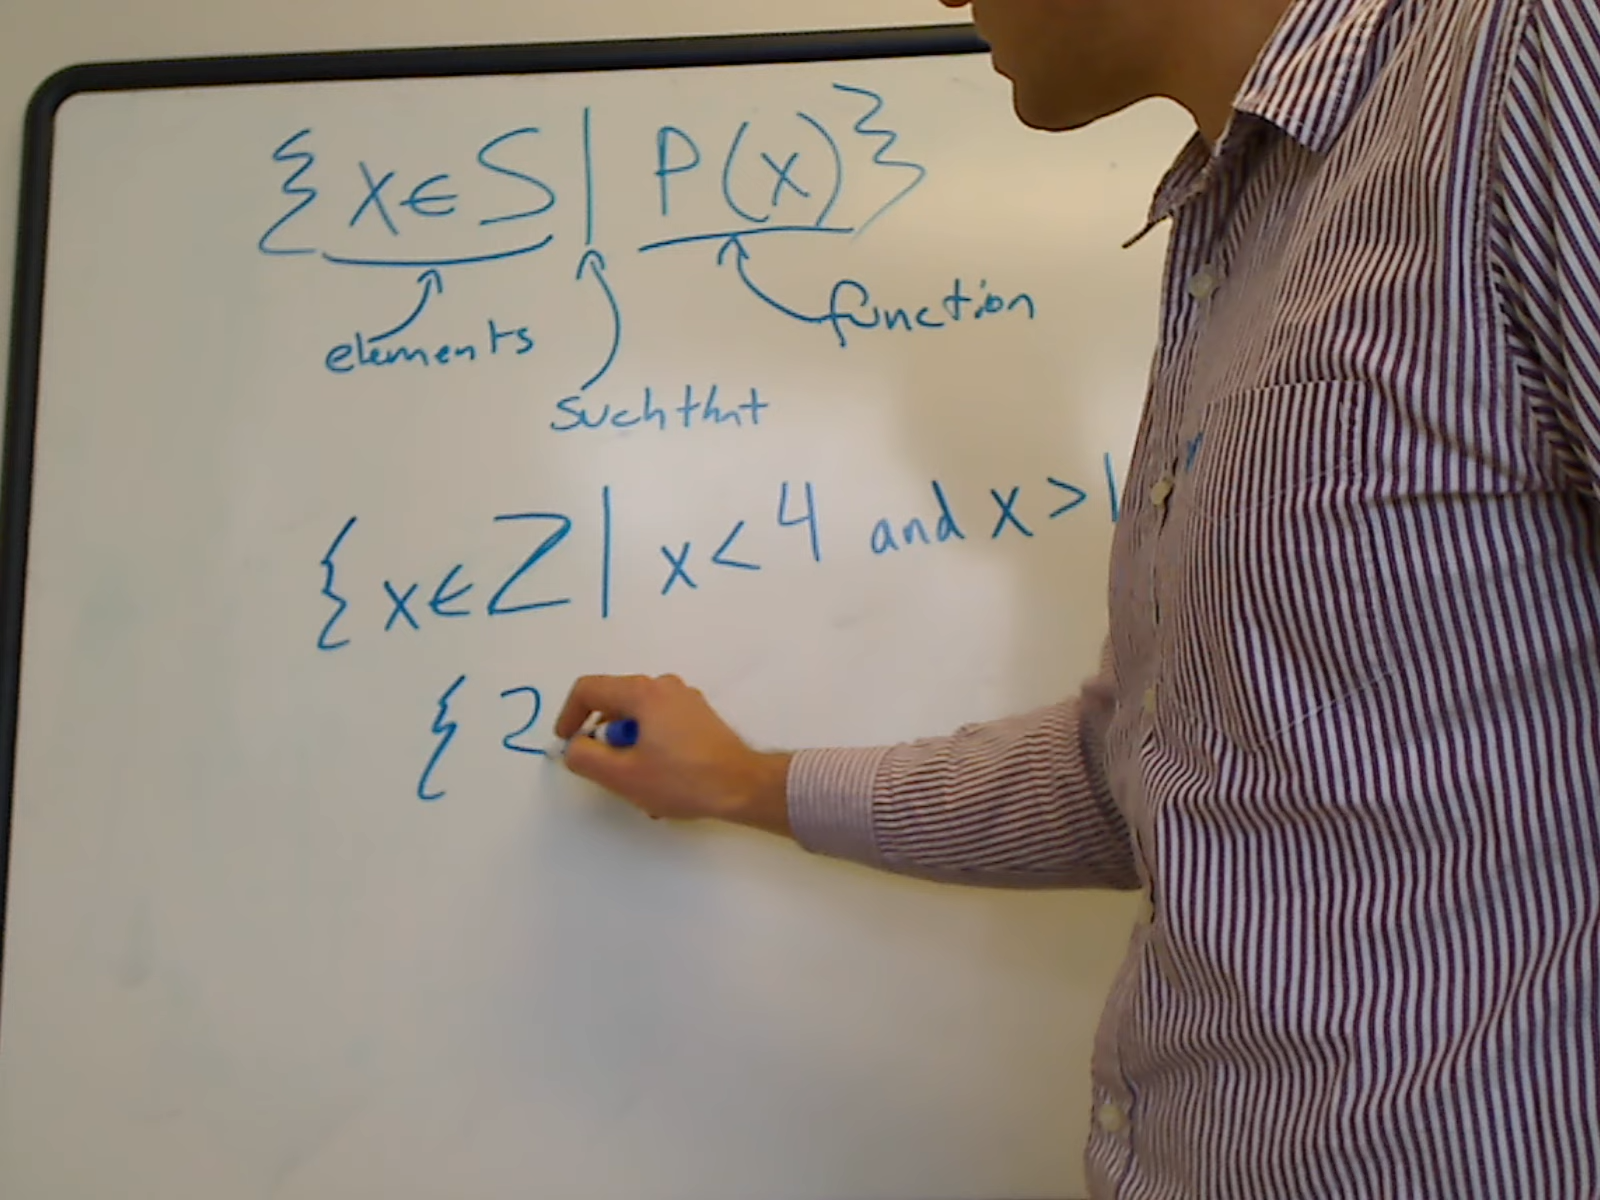 {x∈S | P(x)}
function
elements
such that
{x∈Z | x<4 and x>1
{2